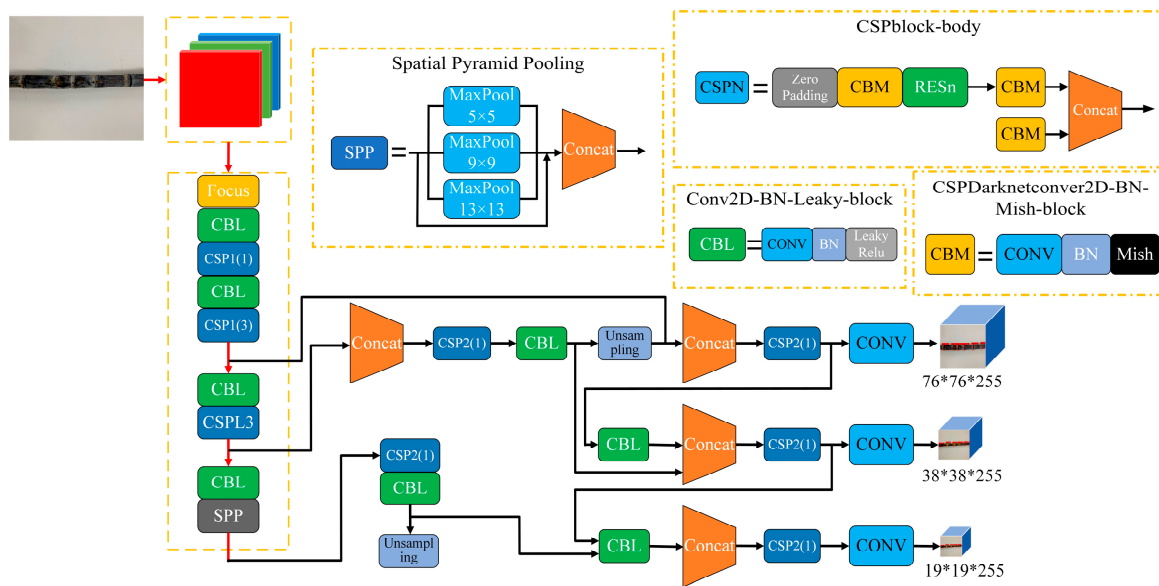 CSPblock-body
Spatial Pyramid Pooling
CSPN
=
Zero
Padding
CBM
RESn
CBM
Concat
CBM
MaxPool
5×5
SPP
=
MaxPool
9×9
Concat
MaxPool
13×13
Conv2D-BN-Leaky-block
CBL
=
CONV
BN
Leaky
Relu
CSPDarknetconver2D-BN-
Mish-block
CBM
=
CONV
BN
Mish
Focus
CBL
CSP1(1)
CBL
CSP1(3)
CBL
CSPL3
CBL
SPP
Concat
CSP2(1)
CBL
Unsam
pling
Concat
CSP2(1)
CONV
76*76*255
CBL
Concat
CSP2(1)
CONV
38*38*255
CSP2(1)
CBL
Unsampl
ing
CBL
Concat
CSP2(1)
CONV
19*19*255